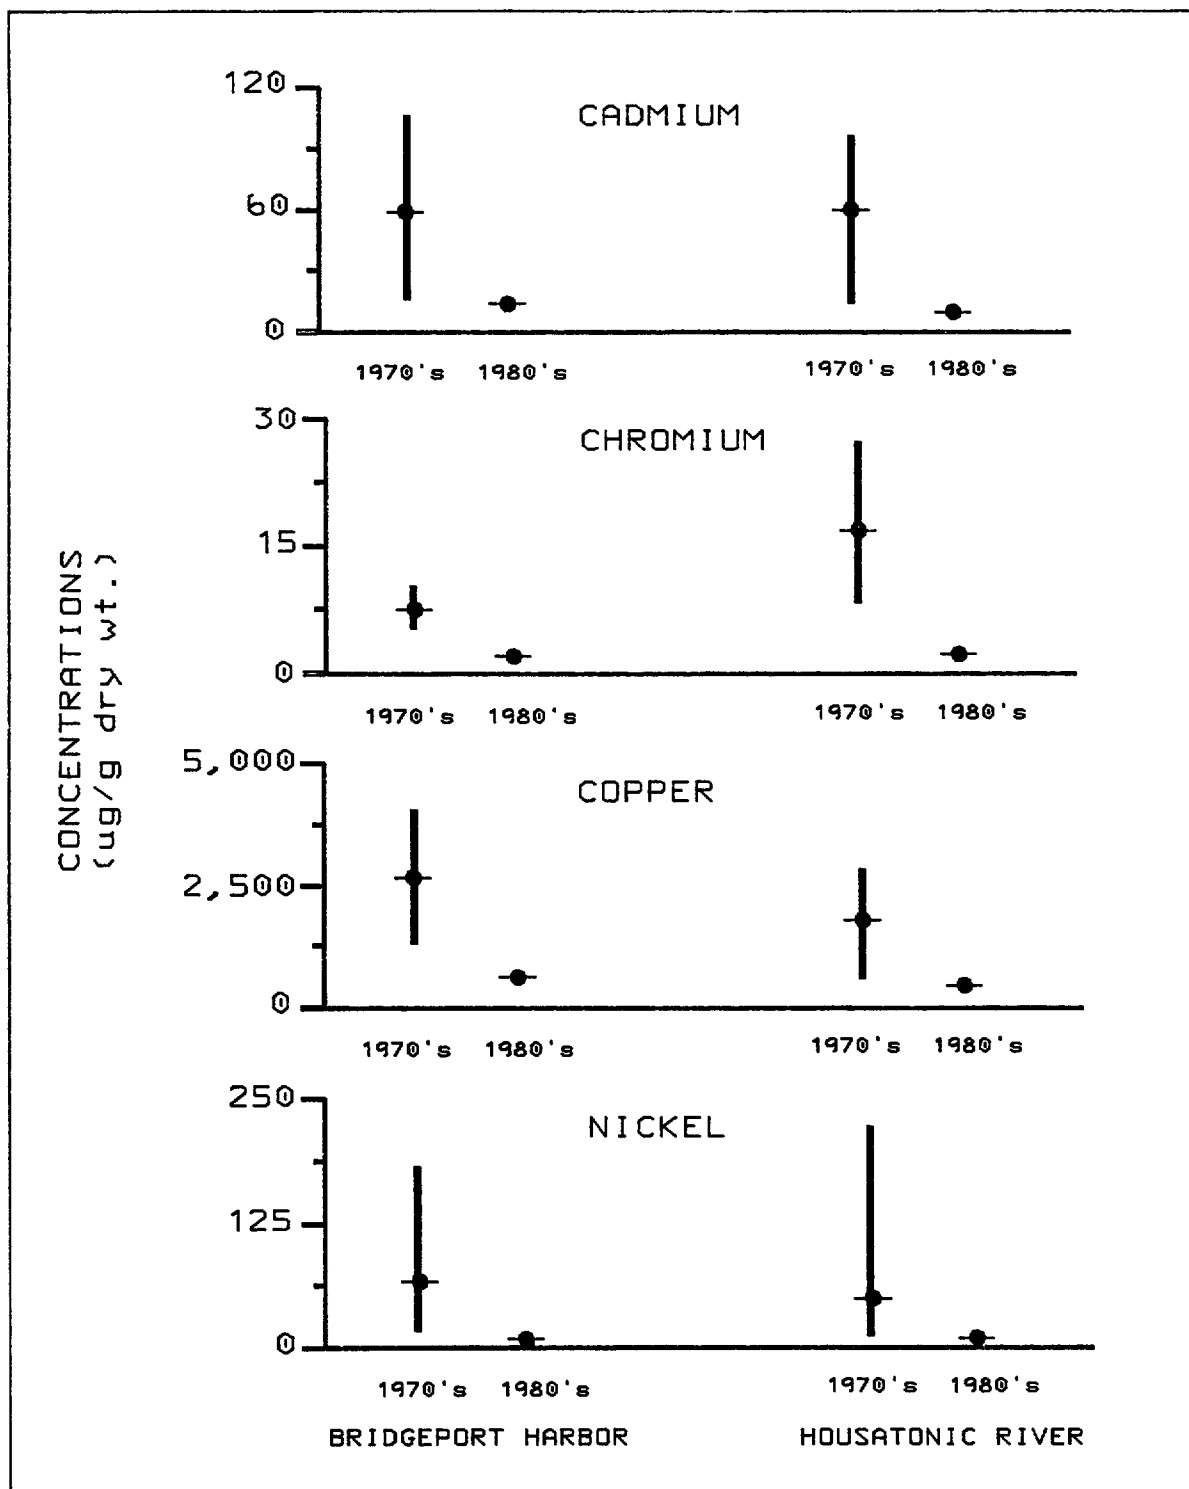 120
CADMIUM
60
0
1970's 1980's 1970's 1980's
30
CHROMIUM
15
0
1970's 1980's 1970's 1980's
CONCENTRATIONS
(ug/g dry wt.)
5,000
COPPER
2,500
0
1970's 1980's 1970's 1980's
250
NICKEL
125
0
1970's 1980's 1970's 1980's
BRIDGEPORT HARBOR HOUSATONIC RIVER